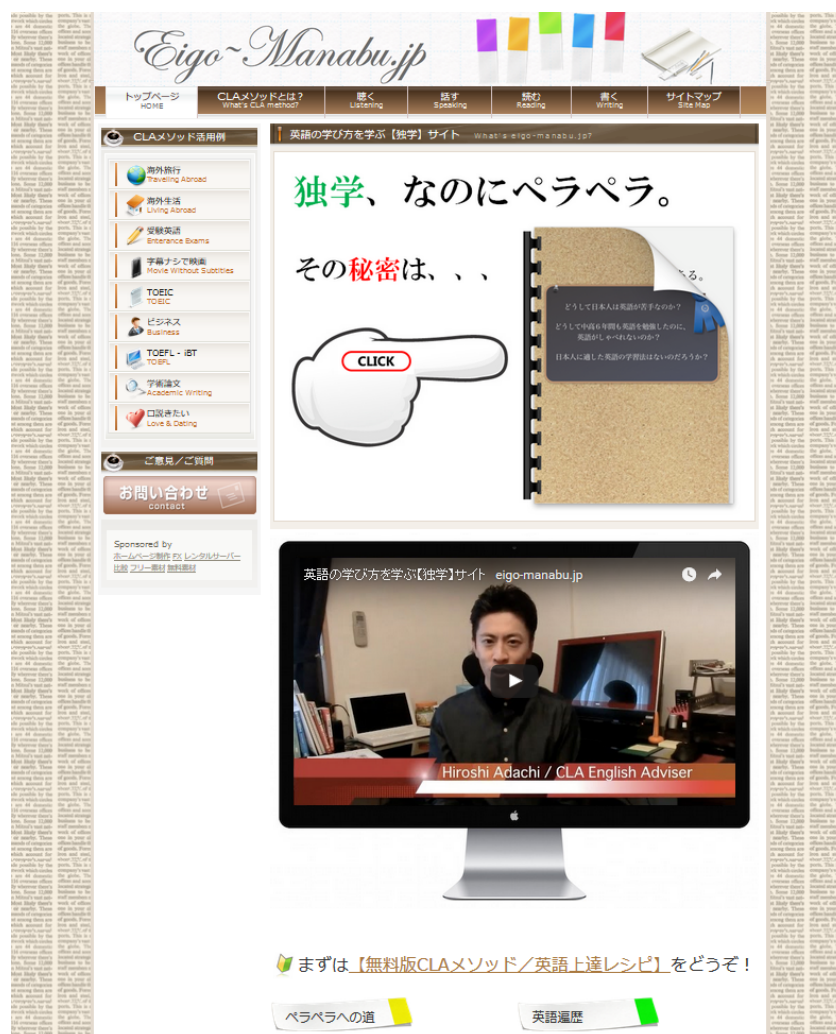 Eigo~Manabu.jp
トップページ
HOME
CLAメソッドとは？
What's CLA method?
聴く
Listening
話す
Speaking
読む
Reading
書く
Writing
サイトマップ
Site Map
CLAメソッド活用例
海外旅行
Traveling Abroad
海外生活
Living Abroad
受験英語
Enterance Exams
字幕ナシで映画
Movie Without Subtitles
TOEIC
TOEIC
ビジネス
Business
TOEFL - iBT
TOEFL
学術論文
Academic Writing
口説きたい
Love & Dating
ご意見／ご質問
お問い合わせ
contact
Sponsored by
ホームページ制作 FX レンタルサーバー
比較 フリー素材 無料素材
英語の学び方を学ぶ【独学】サイト What's eigo-manabu.jp?
独学、なのにペラペラ。
その秘密は、、、
CLICK
ある。
どうして日本人は英語が苦手なのか？
どうして中高６年間も英語を勉強したのに、
英語がしゃべれないのか？
日本人に適した英語の学習法はないのだろうか？
英語の学び方を学ぶ【独学】サイト eigo-manabu.jp
Hiroshi Adachi / CLA English Adviser
まずは【無料版CLAメソッド／英語上達レシピ】をどうぞ！
ペラペラへの道
英語遍歴